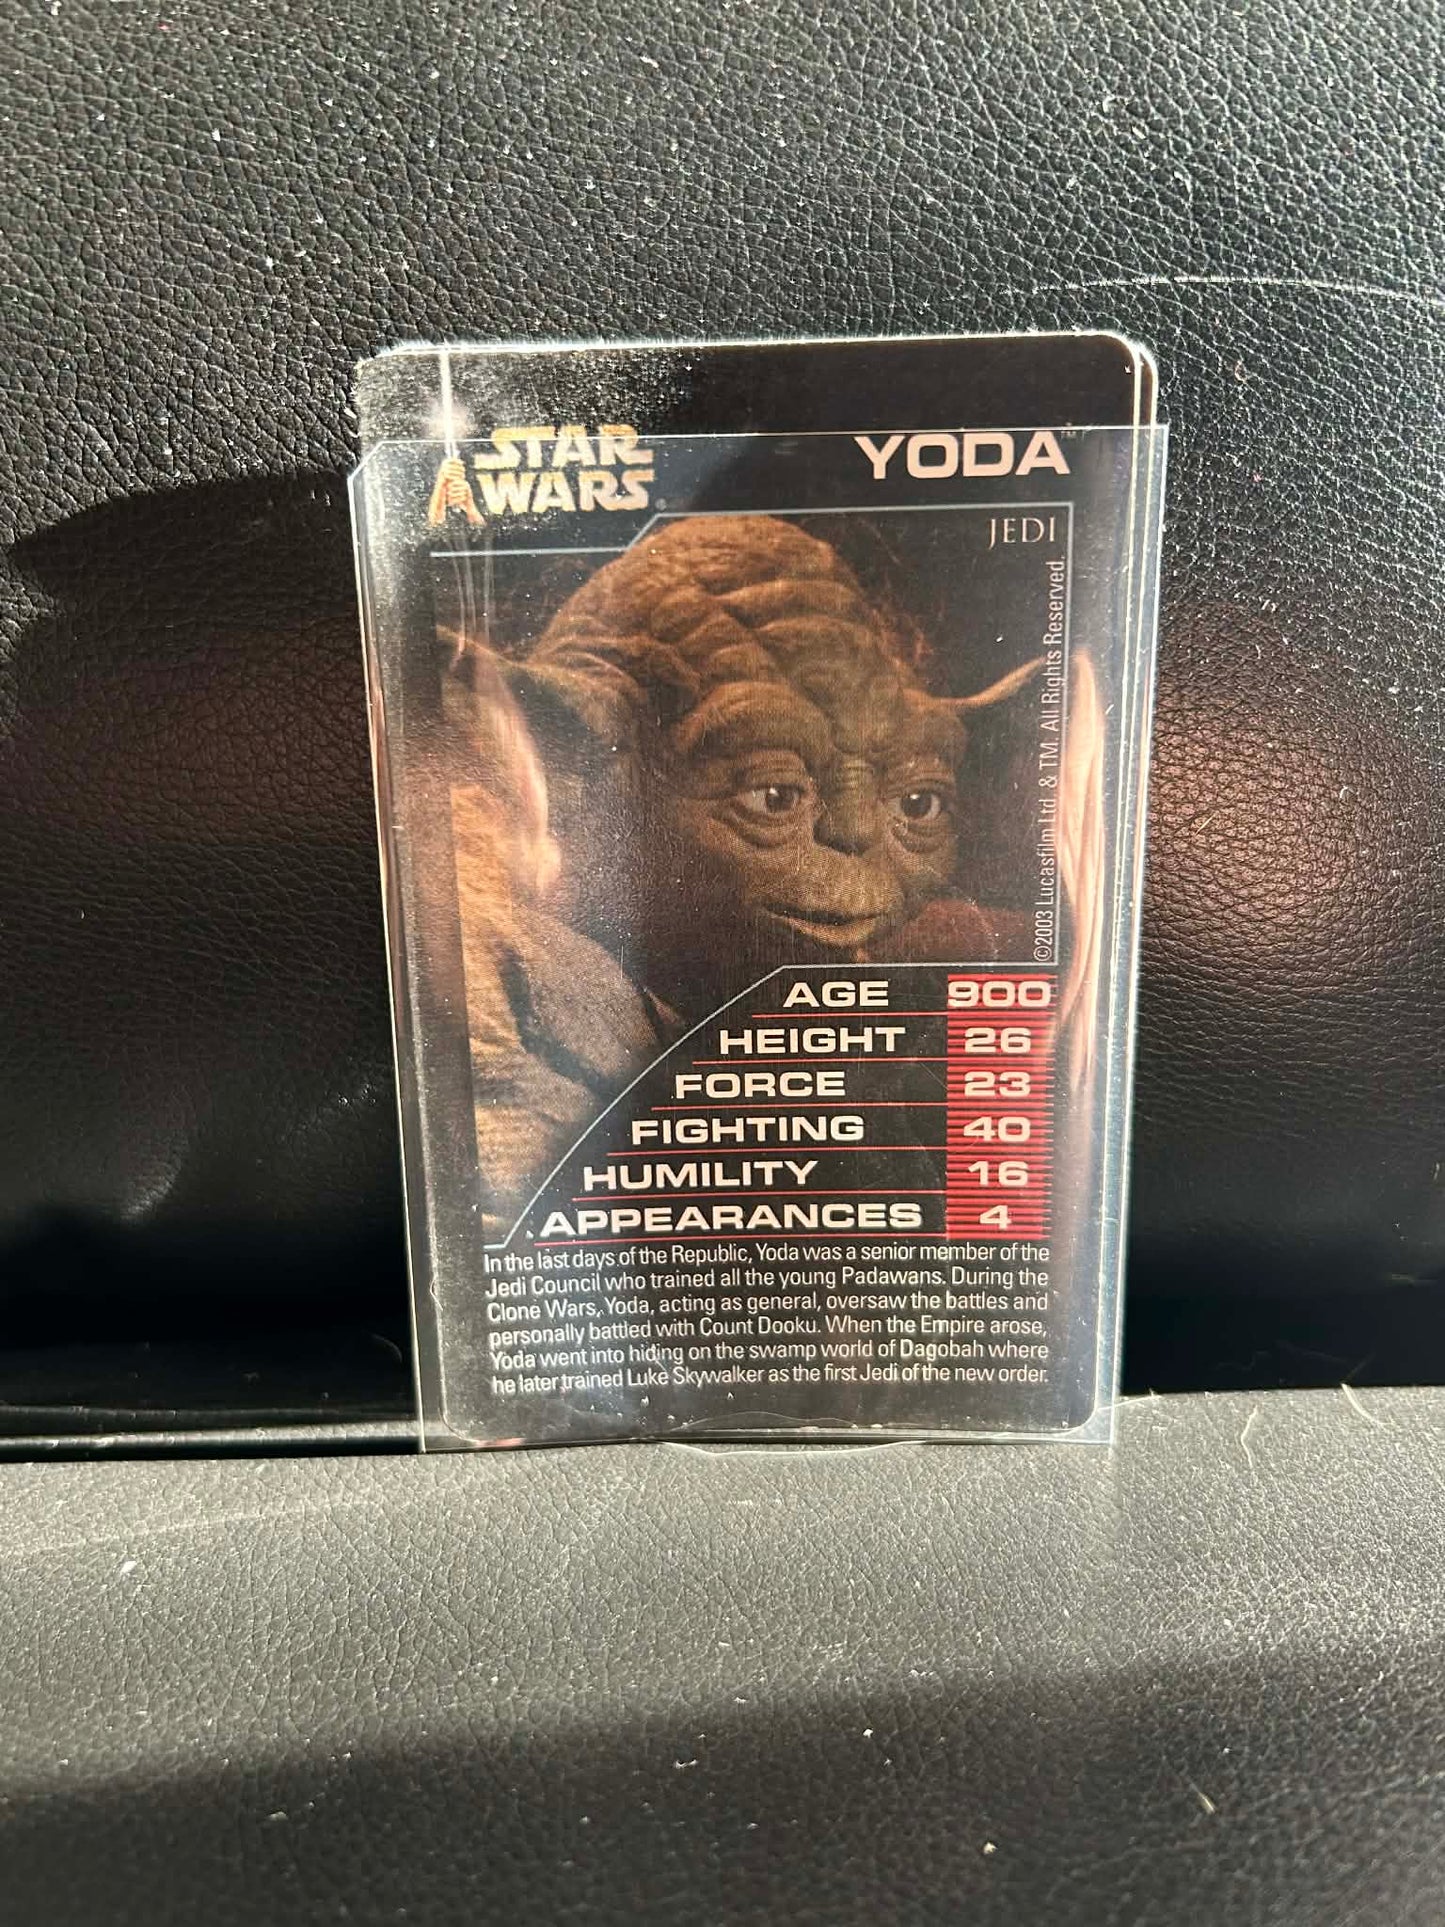 STAR
WARS
YODA™
JEDI
©2003 Lucasfilm Ltd. & TM. All Rights Reserved.
AGE 900
HEIGHT 26
FORCE 23
FIGHTING 40
HUMILITY 16
APPEARANCES 4
In the last days of the Republic, Yoda was a senior member of the
Jedi Council who trained all the young Padawans. During the
Clone Wars, Yoda, acting as general, oversaw the battles and
personally battled with Count Dooku. When the Empire arose,
Yoda went into hiding on the swamp world of Dagobah where
he later trained Luke Skywalker as the first Jedi of the new order.